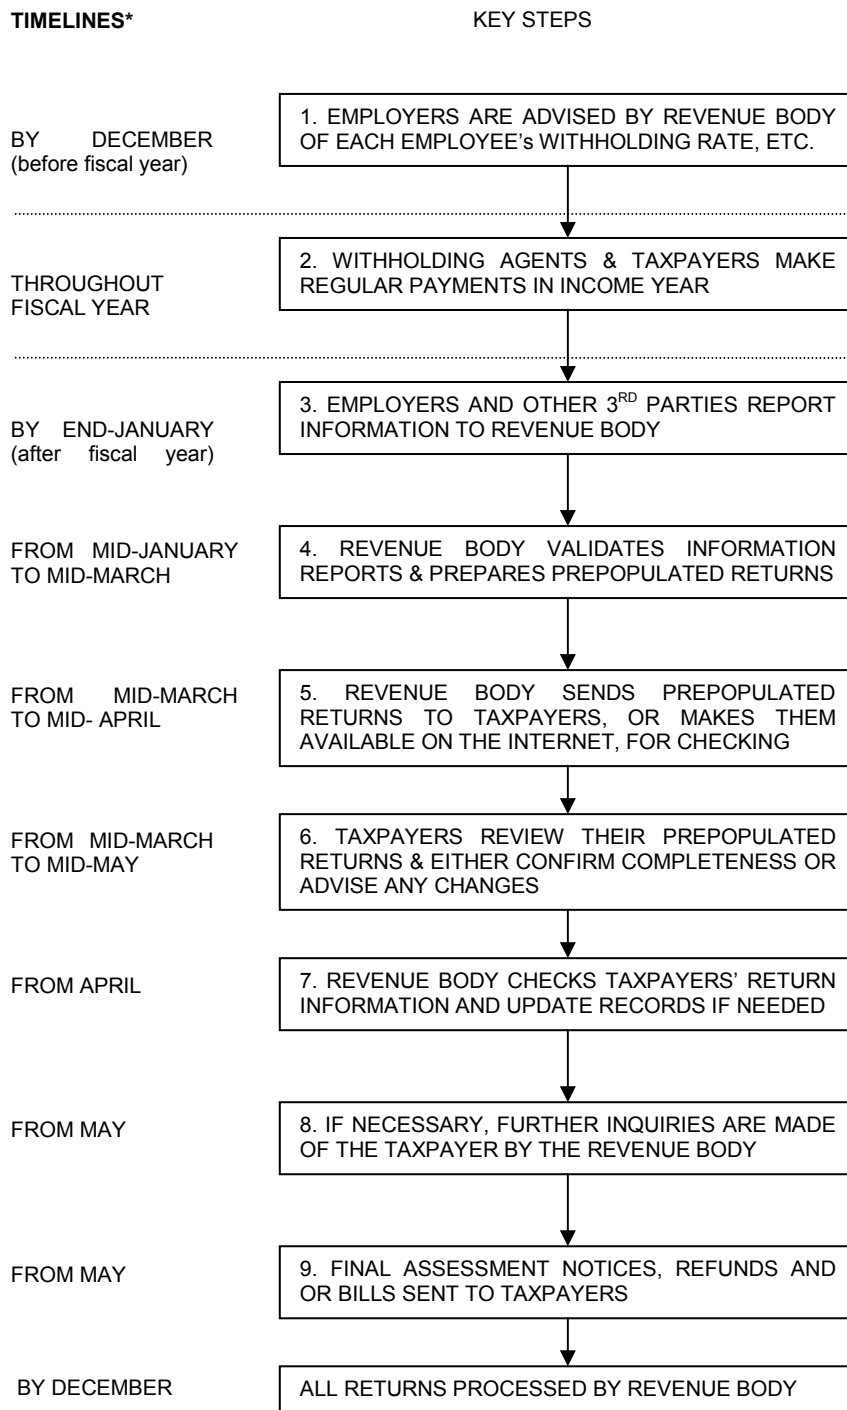 TIMELINES*
KEY STEPS
BY DECEMBER
(before fiscal year)
1. EMPLOYERS ARE ADVISED BY REVENUE BODY
OF EACH EMPLOYEE's WITHHOLDING RATE, ETC.
THROUGHOUT
FISCAL YEAR
2. WITHHOLDING AGENTS & TAXPAYERS MAKE
REGULAR PAYMENTS IN INCOME YEAR
BY END-JANUARY
(after fiscal year)
3. EMPLOYERS AND OTHER 3RD PARTIES REPORT
INFORMATION TO REVENUE BODY
FROM MID-JANUARY
TO MID-MARCH
4. REVENUE BODY VALIDATES INFORMATION
REPORTS & PREPARES PREPOPULATED RETURNS
FROM MID-MARCH
TO MID- APRIL
5. REVENUE BODY SENDS PREPOPULATED
RETURNS TO TAXPAYERS, OR MAKES THEM
AVAILABLE ON THE INTERNET, FOR CHECKING
FROM MID-MARCH
TO MID-MAY
6. TAXPAYERS REVIEW THEIR PREPOPULATED
RETURNS & EITHER CONFIRM COMPLETENESS OR
ADVISE ANY CHANGES
FROM APRIL
7. REVENUE BODY CHECKS TAXPAYERS' RETURN
INFORMATION AND UPDATE RECORDS IF NEEDED
FROM MAY
8. IF NECESSARY, FURTHER INQUIRIES ARE MADE
OF THE TAXPAYER BY THE REVENUE BODY
FROM MAY
9. FINAL ASSESSMENT NOTICES, REFUNDS AND
OR BILLS SENT TO TAXPAYERS
BY DECEMBER
ALL RETURNS PROCESSED BY REVENUE BODY